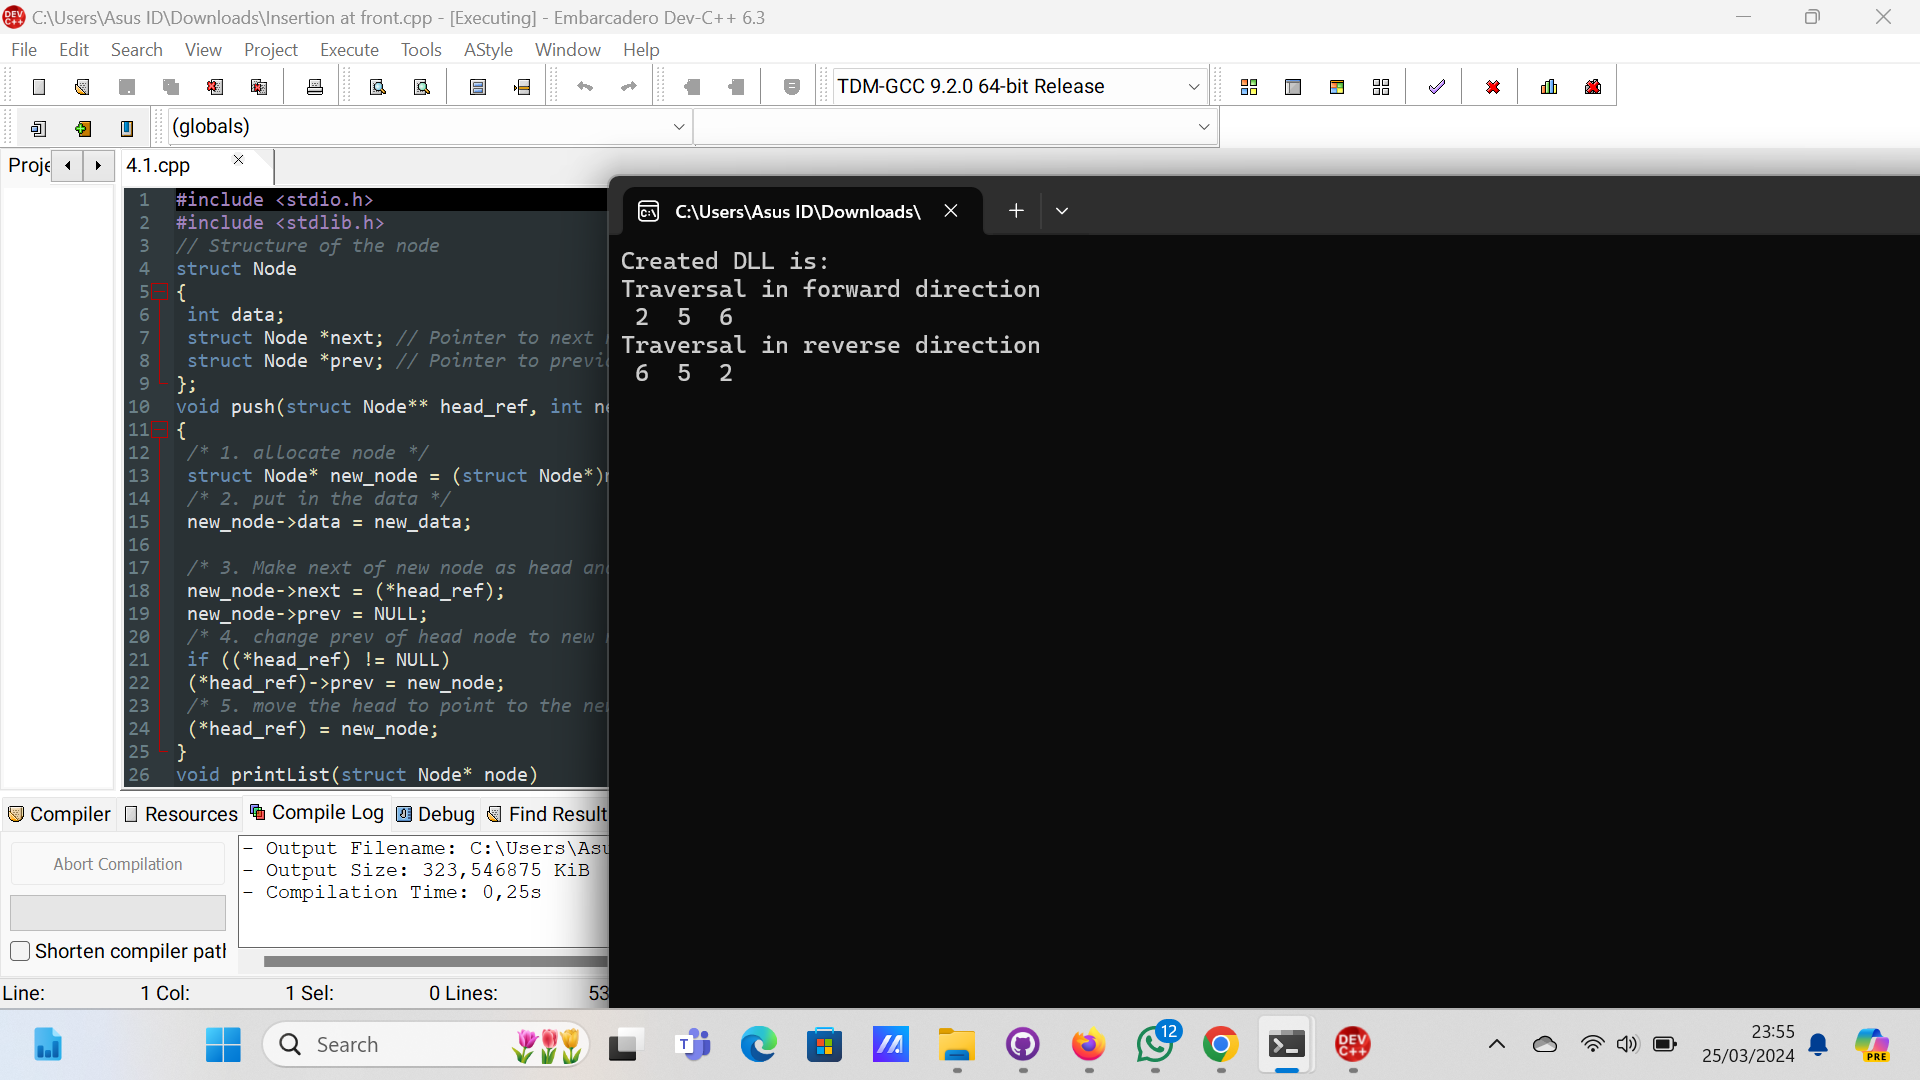 C:\Users\Asus ID\Downloads\Insertion at front.cpp - [Executing] - Embarcadero Dev-C++ 6.3
File Edit Search View Project Execute Tools AStyle Window Help
TDM-GCC 9.2.0 64-bit Release
(globals)
4.1.cpp
1 #include <stdio.h>
2 #include <stdlib.h>
3 // Structure of the node
4 struct Node
5 {
6 int data;
7 struct Node *next; // Pointer to next
8 struct Node *prev; // Pointer to
9 };
10 void push(struct Node** head_ref, int
11 {
12 /* 1. allocate node */
13 struct Node* new_node = (struct Node*)
14 /* 2. put in the data */
15 new_node->data = new_data;
16
17 /* 3. Make next of new node as head
18 new_node->next = (*head_ref);
19 new_node->prev = NULL;
20 /* 4. change prev of head node to new
21 if ((*head_ref) != NULL)
22 (*head_ref)->prev = new_node;
23 /* 5. move the head to point to the
24 (*head_ref) = new_node;
25 }
26 void printList(struct Node* node)
C:\Users\Asus ID\Downloads\
Created DLL is:
Traversal in forward direction
2 5 6
Traversal in reverse direction
6 5 2
Compiler Resources Compile Log Debug Find
Abort Compilation
Shorten compiler
- Output Filename: C:\Users\
- Output Size: 323,546875 KiB
- Compilation Time: 0,25s
Line: 1 Col: 1 Sel: 0 Lines: 53
Search
12
DEV C++
23:55
25/03/2024
PRE